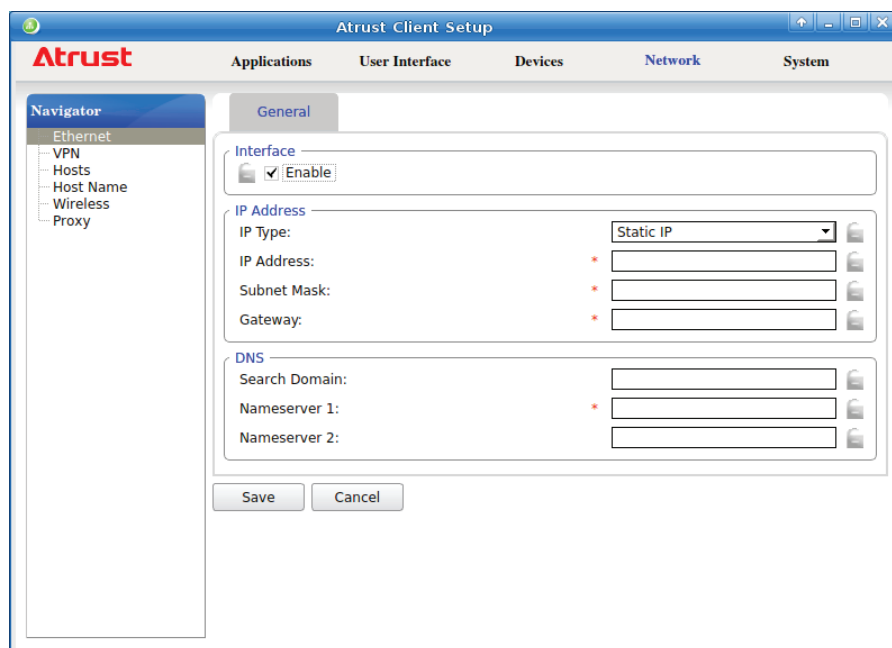 Atrust Client Setup
Atrust
Applications User Interface Devices Network System
Navigator
Ethernet
VPN
Hosts
Host Name
Wireless
Proxy
General
Interface
Enable
IP Address
IP Type: Static IP
IP Address: *
Subnet Mask: *
Gateway: *
DNS
Search Domain:
Nameserver 1: *
Nameserver 2:
Save Cancel